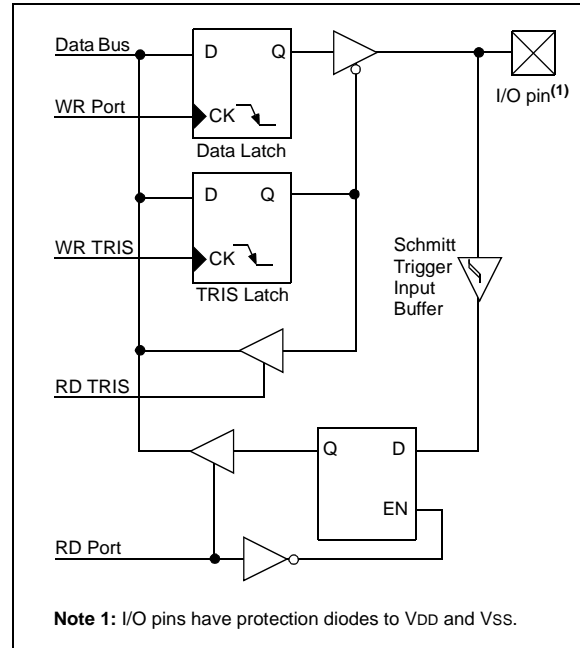 Data Bus
D
Q
I/O pin(1)
WR Port
CK
Data Latch
D
Q
WR TRIS
CK
TRIS Latch
Schmitt
Trigger
Input
Buffer
RD TRIS
Q
D
EN
RD Port
Note 1: I/O pins have protection diodes to VDD and VSS.